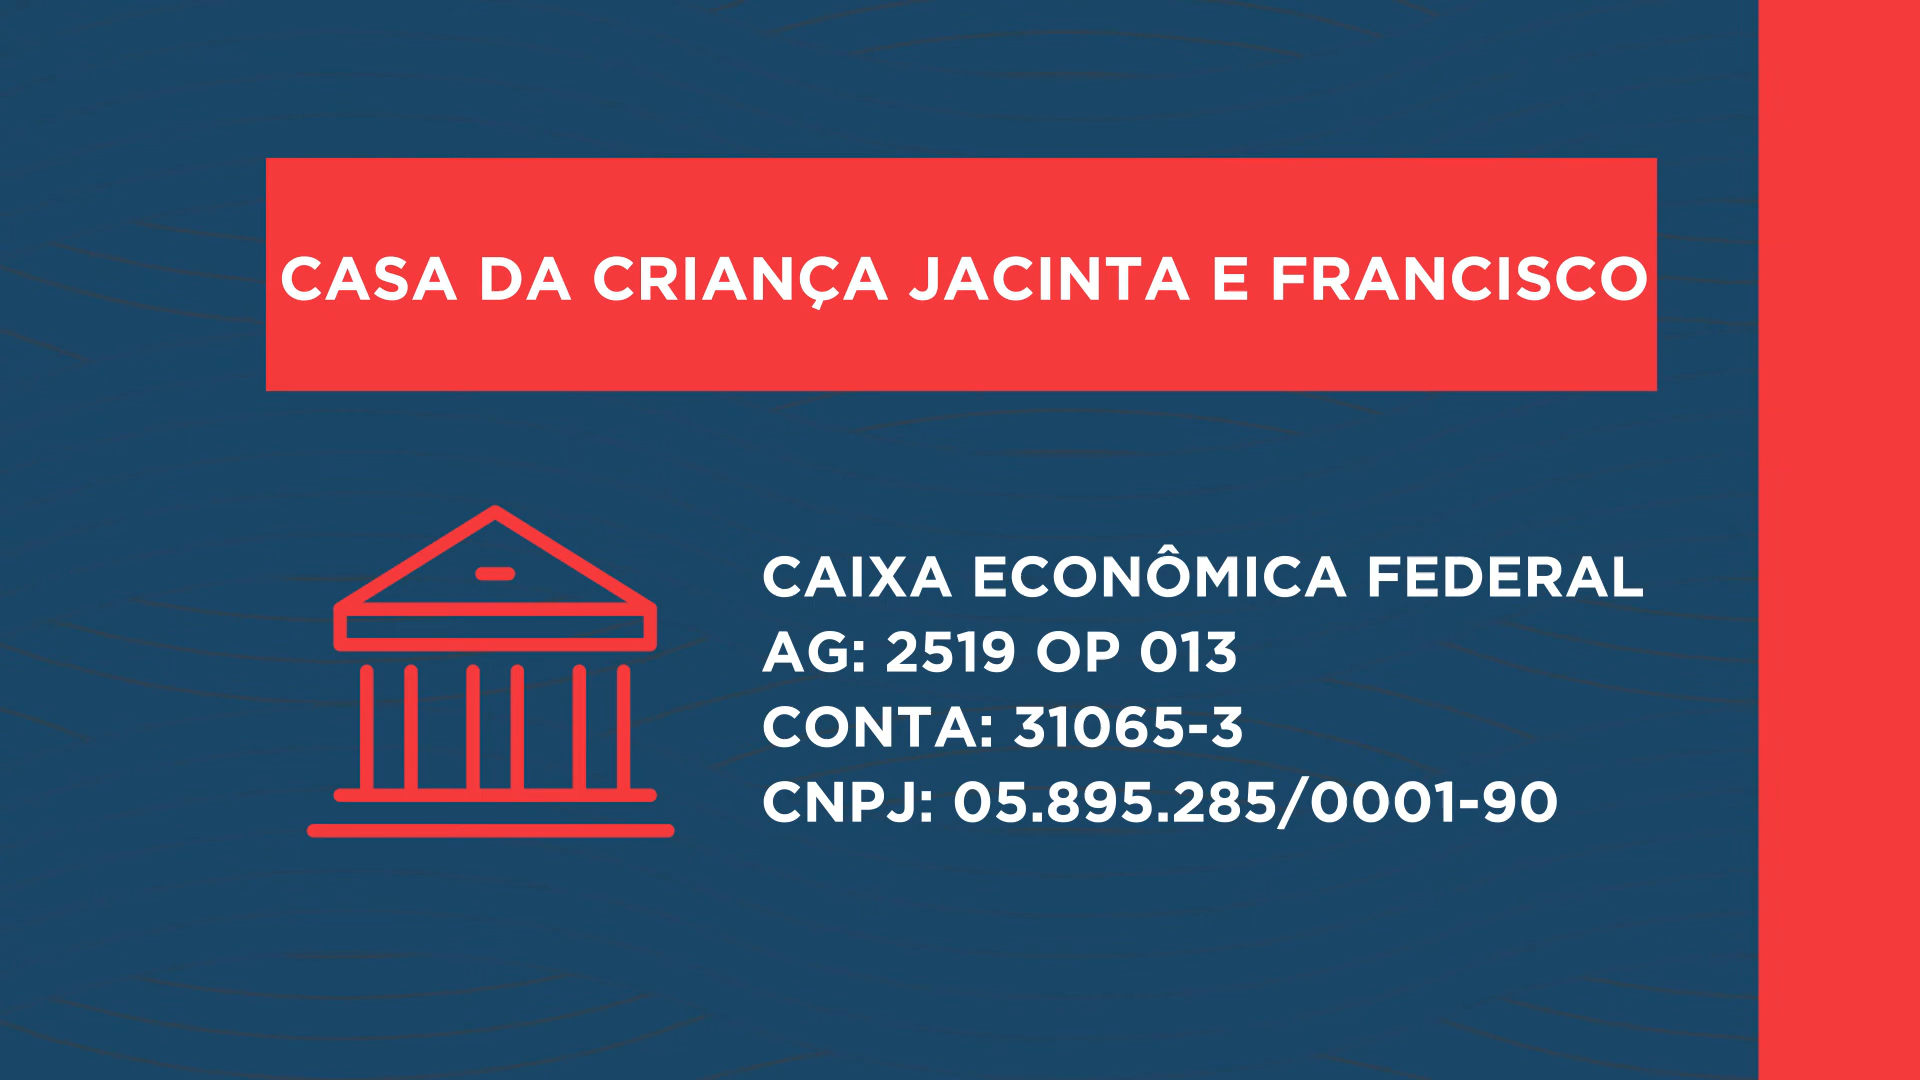 CASA DA CRIANÇA JACINTA E FRANCISCO
CAIXA ECONÔMICA FEDERAL
AG: 2519 OP 013
CONTA: 31065-3
CNPJ: 05.895.285/0001-90